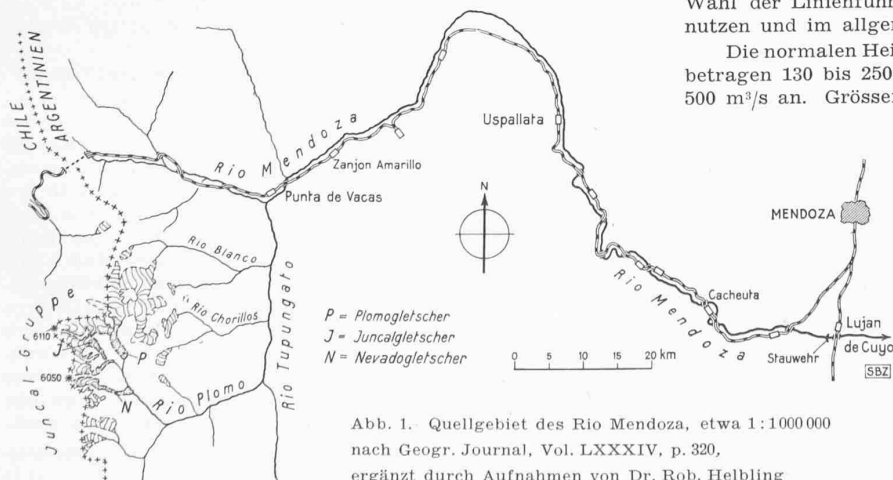 Wahl der Linienführ
nutzen und im allger
Die normalen Hei
betragen 130 bis 250
500 m³/s an. Grösser
CHILE
ARGENTINIEN
Rio Mendoza
Zanjon Amarillo
Punta de Vacas
Uspallata
N
MENDOZA
Rio Blanco
Rio Chorillos
Rio Tupungato
Rio Plomo
Juncal-Gruppe
6110
6050
J
P
N
P = Plomogletscher
J = Juncalgletscher
N = Nevadogletscher
0 5 10 15 20 km
Rio Mendoza
Cacheuta
Stauwehr
Lujan
de Cuyo
SBZ
Abb. 1. Quellgebiet des Rio Mendoza, etwa 1:1000000
nach Geogr. Journal, Vol. LXXXIV, p. 320,
ergänzt durch Aufnahmen von Dr. Rob. Helbling